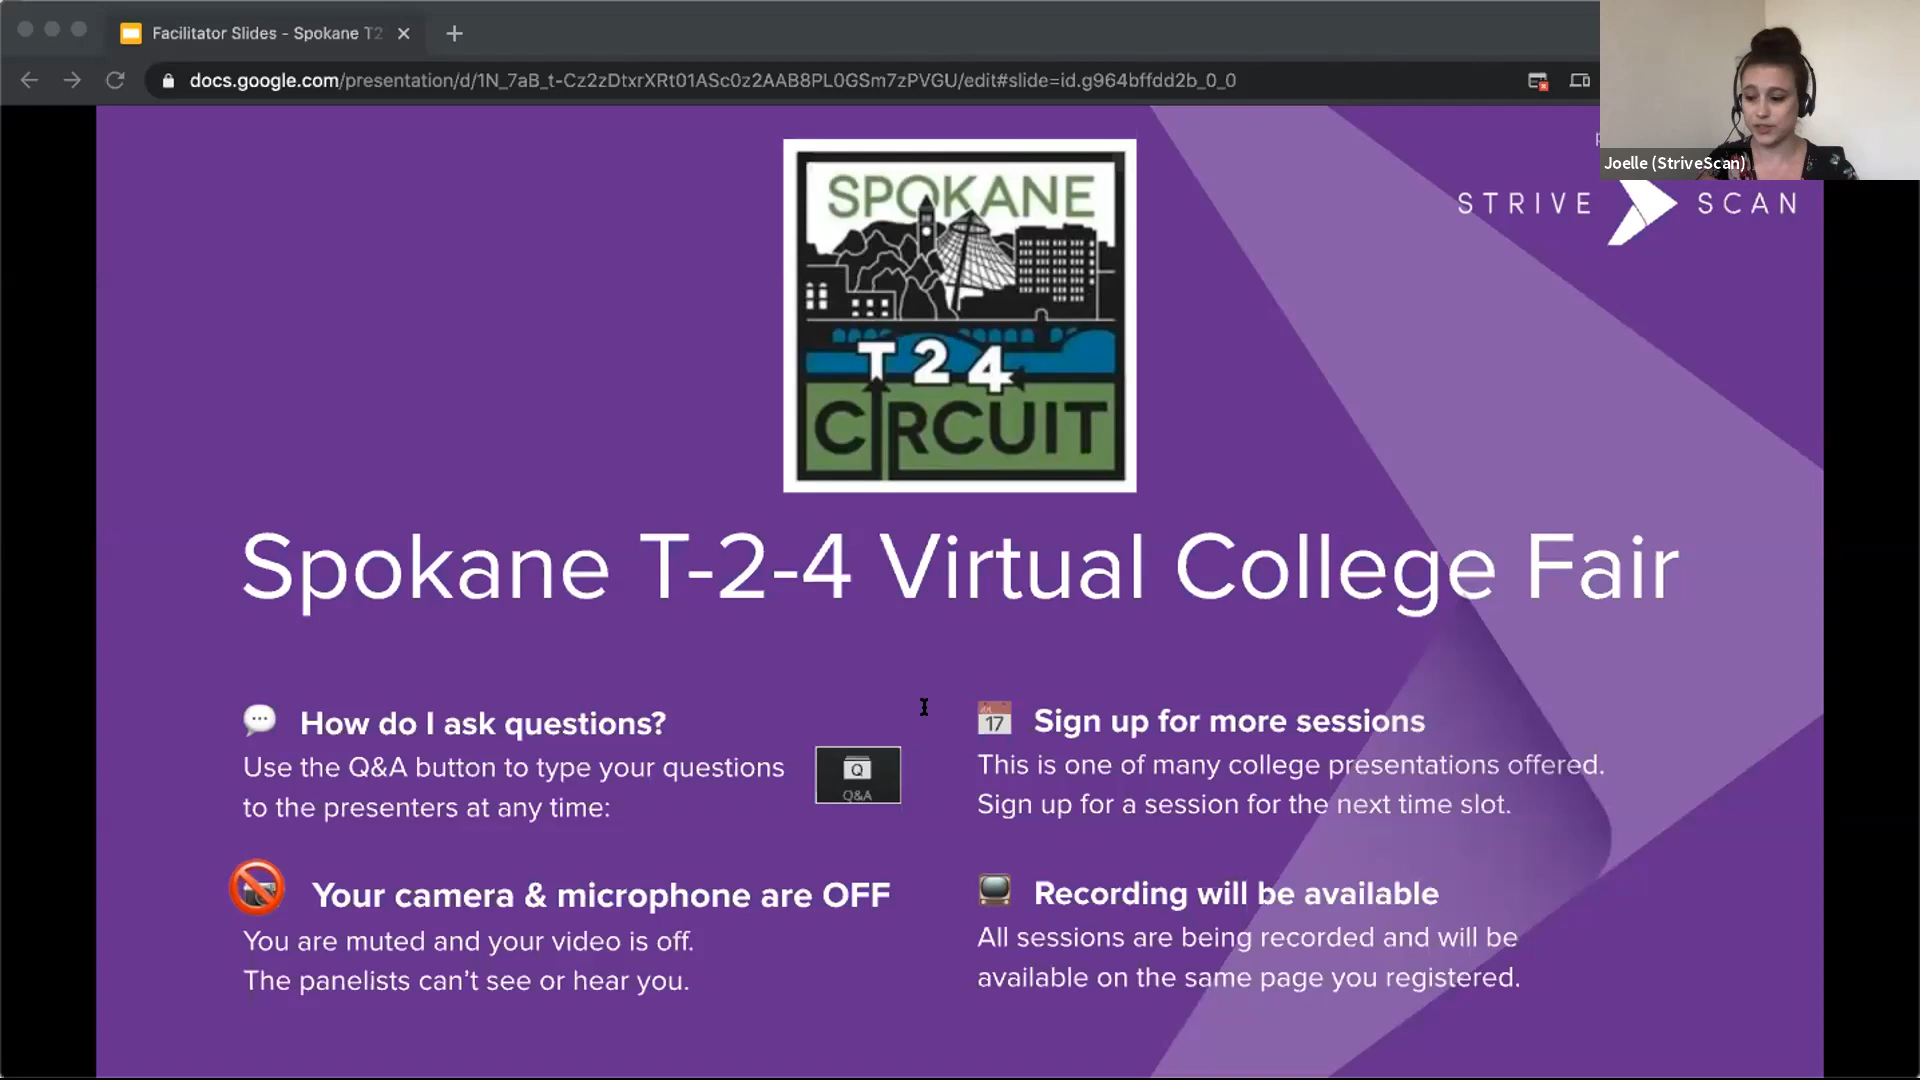 Facilitator Slides - Spokane T2
docs.google.com/presentation/d/1N_7aB_t-Cz2zDtxrXRt01ASc0z2AAB8PL0GSm7zPVGU/edit#slide=id.g964bffdd2b_0_0
Joelle (StriveScan)
STRIVE SCAN
SPOKANE
T24
CIRCUIT
Spokane T-2-4 Virtual College Fair
How do I ask questions?
Use the Q&A button to type your questions
to the presenters at any time:
Q
Q&A
17
Sign up for more sessions
This is one of many college presentations offered.
Sign up for a session for the next time slot.
Your camera & microphone are OFF
You are muted and your video is off.
The panelists can’t see or hear you.
Recording will be available
All sessions are being recorded and will be
available on the same page you registered.